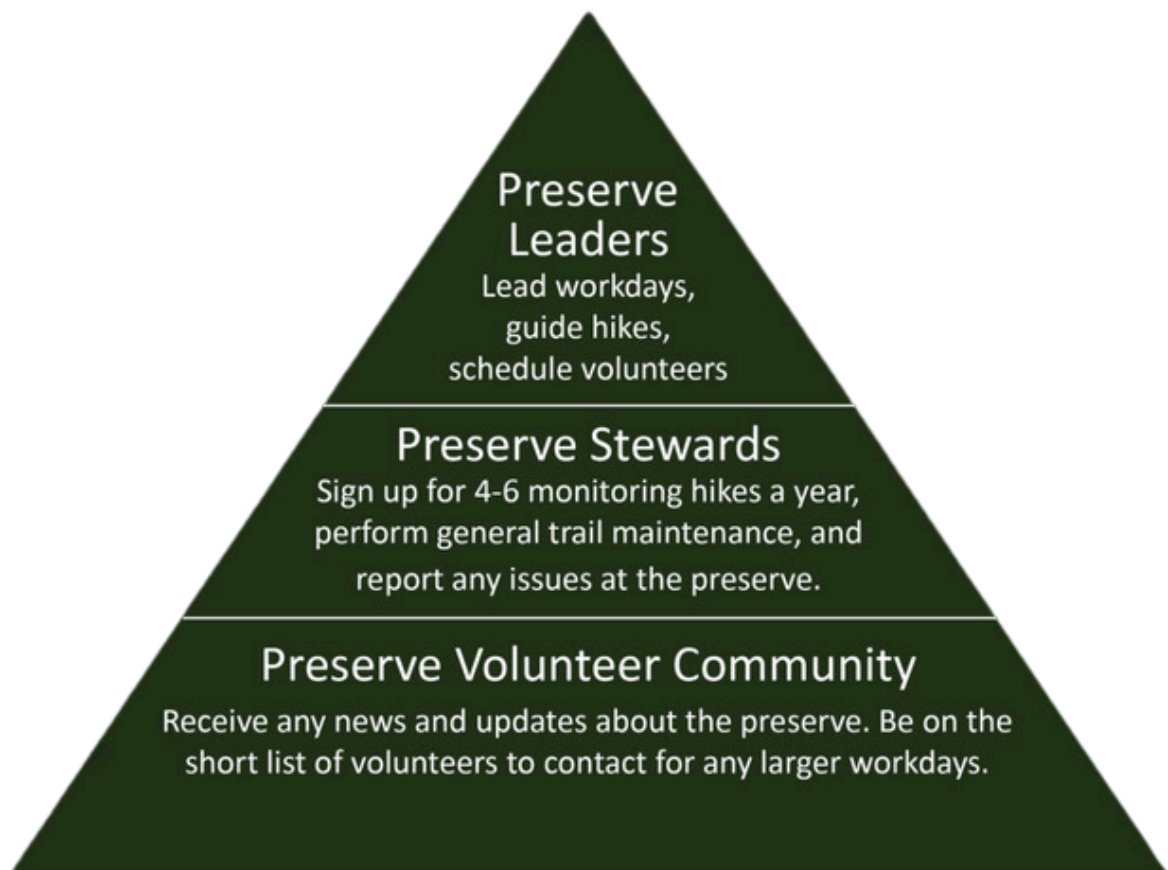 Preserve
Leaders
Lead workdays,
guide hikes,
schedule volunteers
Preserve Stewards
Sign up for 4-6 monitoring hikes a year,
perform general trail maintenance, and
report any issues at the preserve.
Preserve Volunteer Community
Receive any news and updates about the preserve. Be on the
short list of volunteers to contact for any larger workdays.